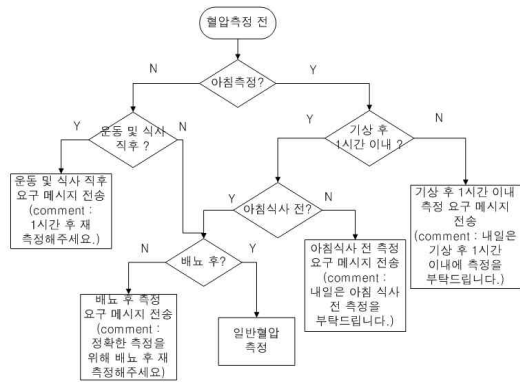 혈압측정 전
N
Y
아침측정?
Y
운동 및 식사
직후 ?
N
Y
기상 후
1시간 이내 ?
N
운동 및 식사 직후
요구 메시지 전송
(comment :
1시간 후 재
측정해주세요.)
Y
아침식사 전?
N
기상 후 1시간 이내
측정 요구 메시지
전송
(comment : 내일은
기상 후 1시간
이내에 측정을
부탁드립니다.)
N
배뇨 후?
Y
아침식사 전 측정
요구 메시지 전송
(comment :
내일은 아침 식사
전 측정을
부탁드립니다.)
배뇨 후 측정
요구 메시지 전송
(comment :
정확한 측정을
위해 배뇨 후 재
측정해주세요)
일반혈압
측정